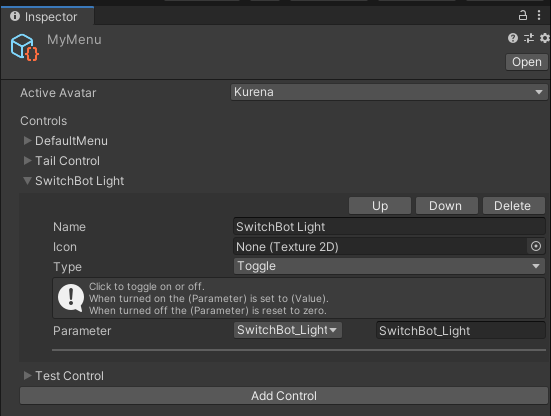 Inspector
MyMenu
Open
Active Avatar Kurena
Controls
DefaultMenu
Tail Control
SwitchBot Light
Up Down Delete
Name SwitchBot Light
Icon None (Texture 2D)
Type Toggle
Click to toggle on or off.
When turned on the (Parameter) is set to (Value).
When turned off the (Parameter) is reset to zero.
Parameter SwitchBot_Light SwitchBot_Light
Test Control
Add Control